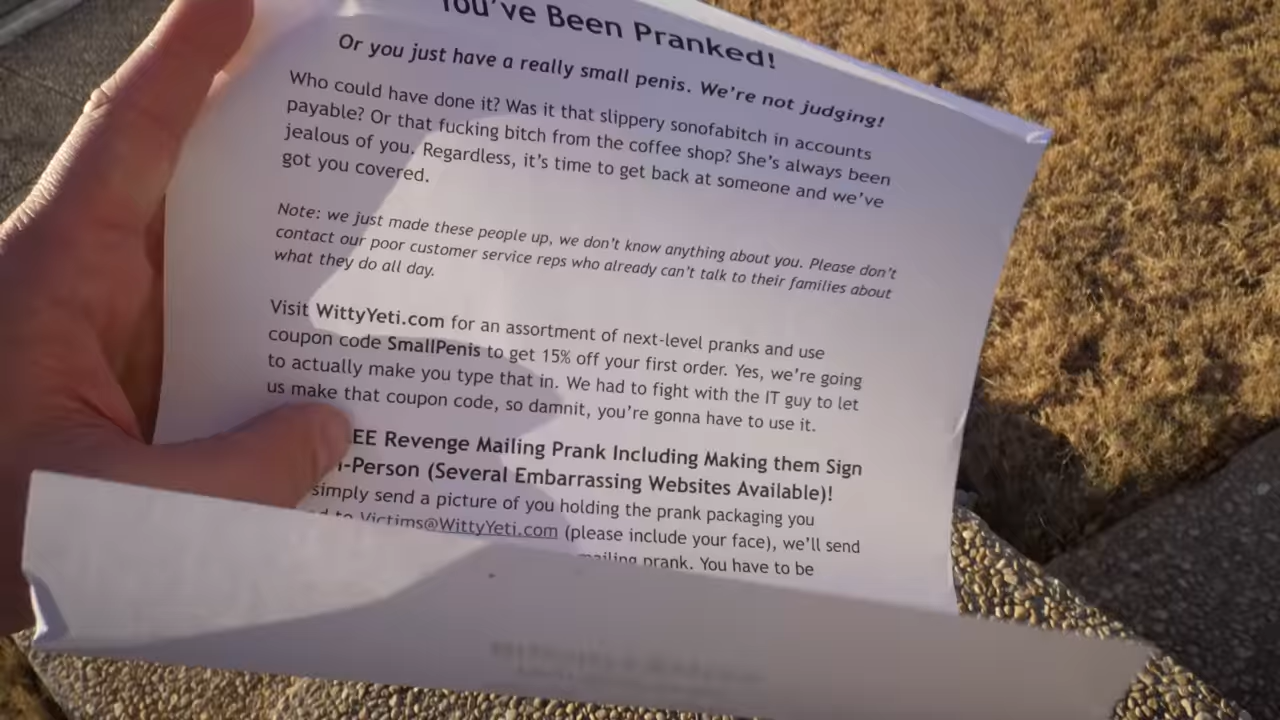 You've Been Pranked!
Or you just have a really small penis. We're not judging!
Who could have done it? Was it that slippery sonofabitch in accounts
payable? Or that fucking bitch from the coffee shop? She's always been
jealous of you. Regardless, it's time to get back at someone and we've
got you covered.
Note: we just made these people up, we don't know anything about you. Please don't
contact our poor customer service reps who already can't talk to their families about
what they do all day.
Visit WittyYeti.com for an assortment of next-level pranks and use
coupon code SmallPenis to get 15% off your first order. Yes, we're going
to actually make you type that in. We had to fight with the IT guy to let
us make that coupon code, so damnit, you're gonna have to use it.
EE Revenge Mailing Prank Including Making them Sign
-Person (Several Embarrassing Websites Available)!
simply send a picture of you holding the prank packaging you
to Victims@WittyYeti.com (please include your face), we'll send
mailing prank. You have to be